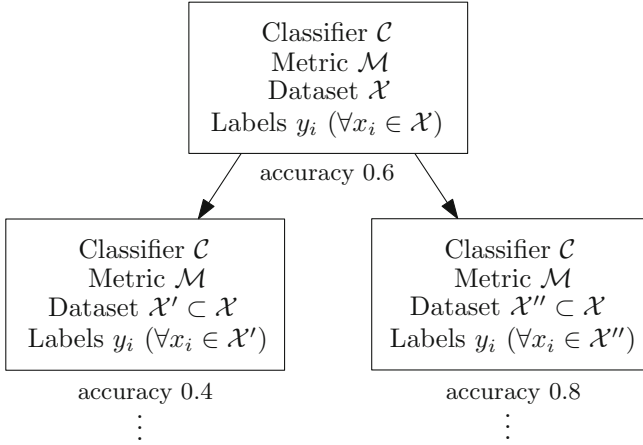 Classifier 𝒞
Metric ℳ
Dataset 𝒳
Labels yᵢ (∀xᵢ ∈ 𝒳)
accuracy 0.6
Classifier 𝒞
Metric ℳ
Dataset 𝒳′ ⊂ 𝒳
Labels yᵢ (∀xᵢ ∈ 𝒳′)
accuracy 0.4
⋮
Classifier 𝒞
Metric ℳ
Dataset 𝒳′′ ⊂ 𝒳
Labels yᵢ (∀xᵢ ∈ 𝒳′′)
accuracy 0.8
⋮